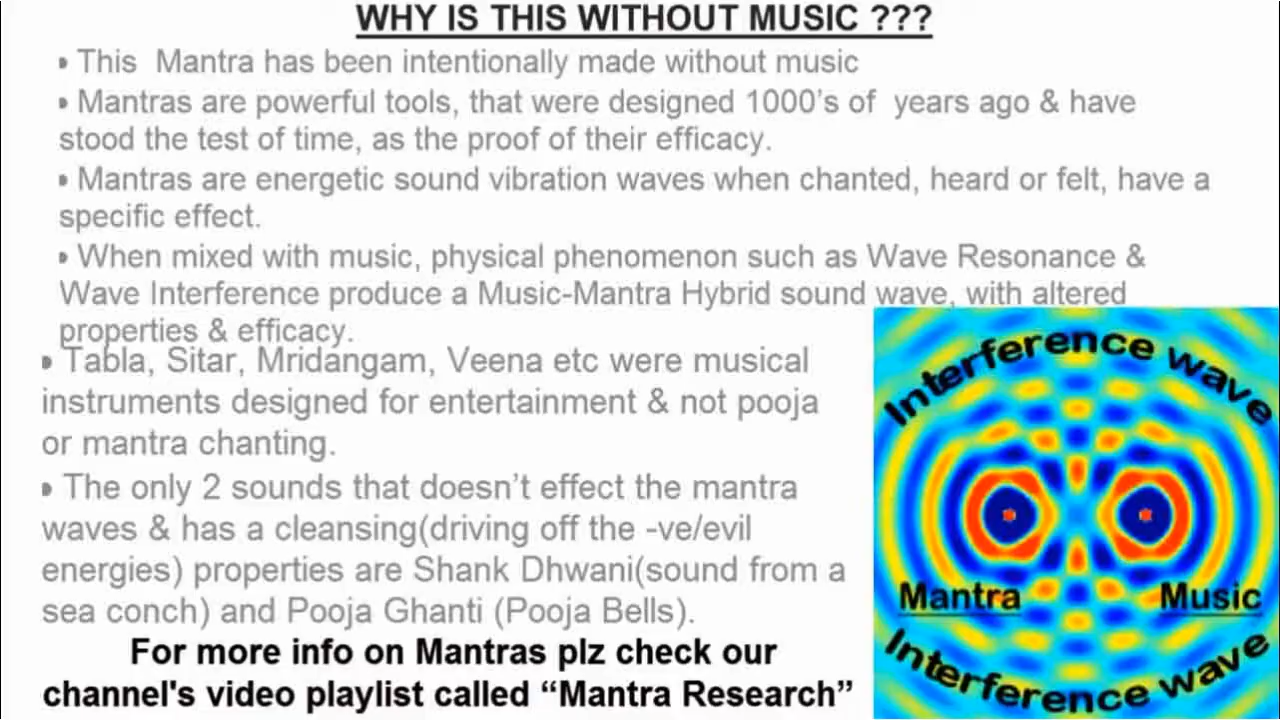 WHY IS THIS WITHOUT MUSIC ???
• This Mantra has been intentionally made without music
• Mantras are powerful tools, that were designed 1000's of years ago & have
stood the test of time, as the proof of their efficacy.
• Mantras are energetic sound vibration waves when chanted, heard or felt, have a
specific effect.
• When mixed with music, physical phenomenon such as Wave Resonance &
Wave Interference produce a Music-Mantra Hybrid sound wave, with altered
properties & efficacy.
• Tabla, Sitar, Mridangam, Veena etc were musical
instruments designed for entertainment & not pooja
or mantra chanting.
• The only 2 sounds that doesn't effect the mantra
waves & has a cleansing(driving off the -ve/evil
energies) properties are Shank Dhwani(sound from a
sea conch) and Pooja Ghanti (Pooja Bells).
For more info on Mantras plz check our
channel's video playlist called “Mantra Research”
Interference wave
Mantra
Music
Interference wave